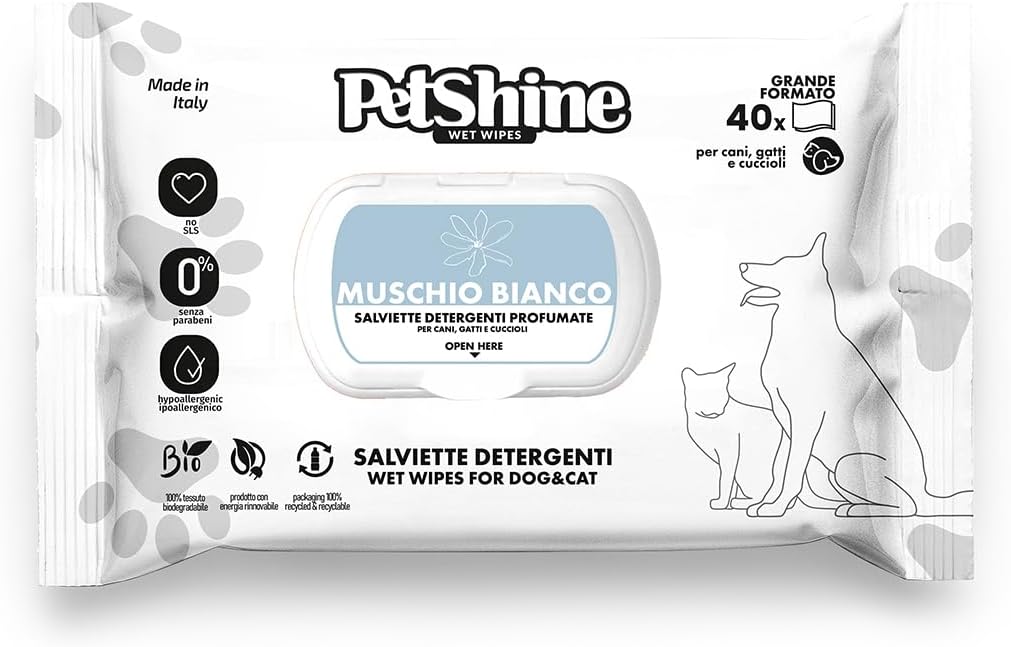 Made in
Italy
PetShine
WET WIPES
GRANDE
FORMATO
40x
per cani, gatti
e cuccioli
no
SLS
0%
senza
parabeni
hypoallergenic
ipoallergenico
MUSCHIO BIANCO
SALVIETTE DETERGENTI PROFUMATE
PER CANI, GATTI E CUCCIOLI
OPEN HERE
Bio
100% tessuto
biodegradabile
prodotto con
energia rinnovabile
packaging 100%
recycled & recyclable
SALVIETTE DETERGENTI
WET WIPES FOR DOG&CAT